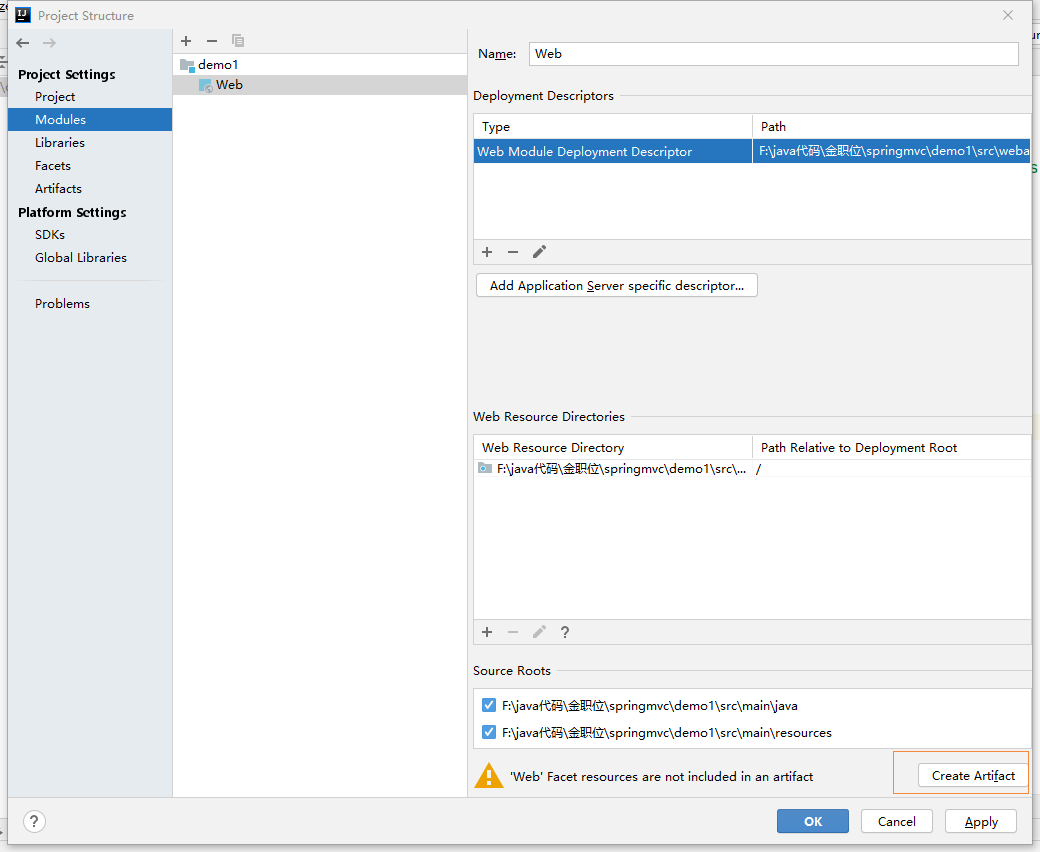 Project Structure
Project Settings
Project
Modules
Libraries
Facets
Artifacts
Platform Settings
SDKs
Global Libraries
Problems
demo1
Web
Name: Web
Deployment Descriptors
Type Path
Web Module Deployment Descriptor F:\java代码\金职位\springmvc\demo1\src\weba
Add Application Server specific descriptor...
Web Resource Directories
Web Resource Directory Path Relative to Deployment Root
F:\java代码\金职位\springmvc\demo1\src\... /
?
Source Roots
F:\java代码\金职位\springmvc\demo1\src\main\java
F:\java代码\金职位\springmvc\demo1\src\main\resources
'Web' Facet resources are not included in an artifact Create Artifact
? OK Cancel Apply